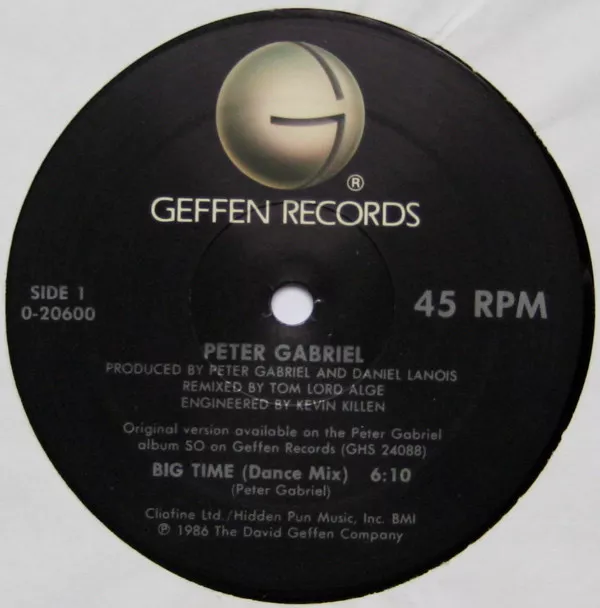 G
®
GEFFEN RECORDS
SIDE 1
0-20600
45 RPM
PETER GABRIEL
PRODUCED BY PETER GABRIEL AND DANIEL LANOIS
REMIXED BY TOM LORD ALGE
ENGINEERED BY KEVIN KILLEN
Original version available on the Peter Gabriel
album SO on Geffen Records (GHS 24088)
BIG TIME (Dance Mix) 6:10
(Peter Gabriel)
Cliofine Ltd./Hidden Pun Music, Inc. BMI
℗ 1986 The David Geffen Company